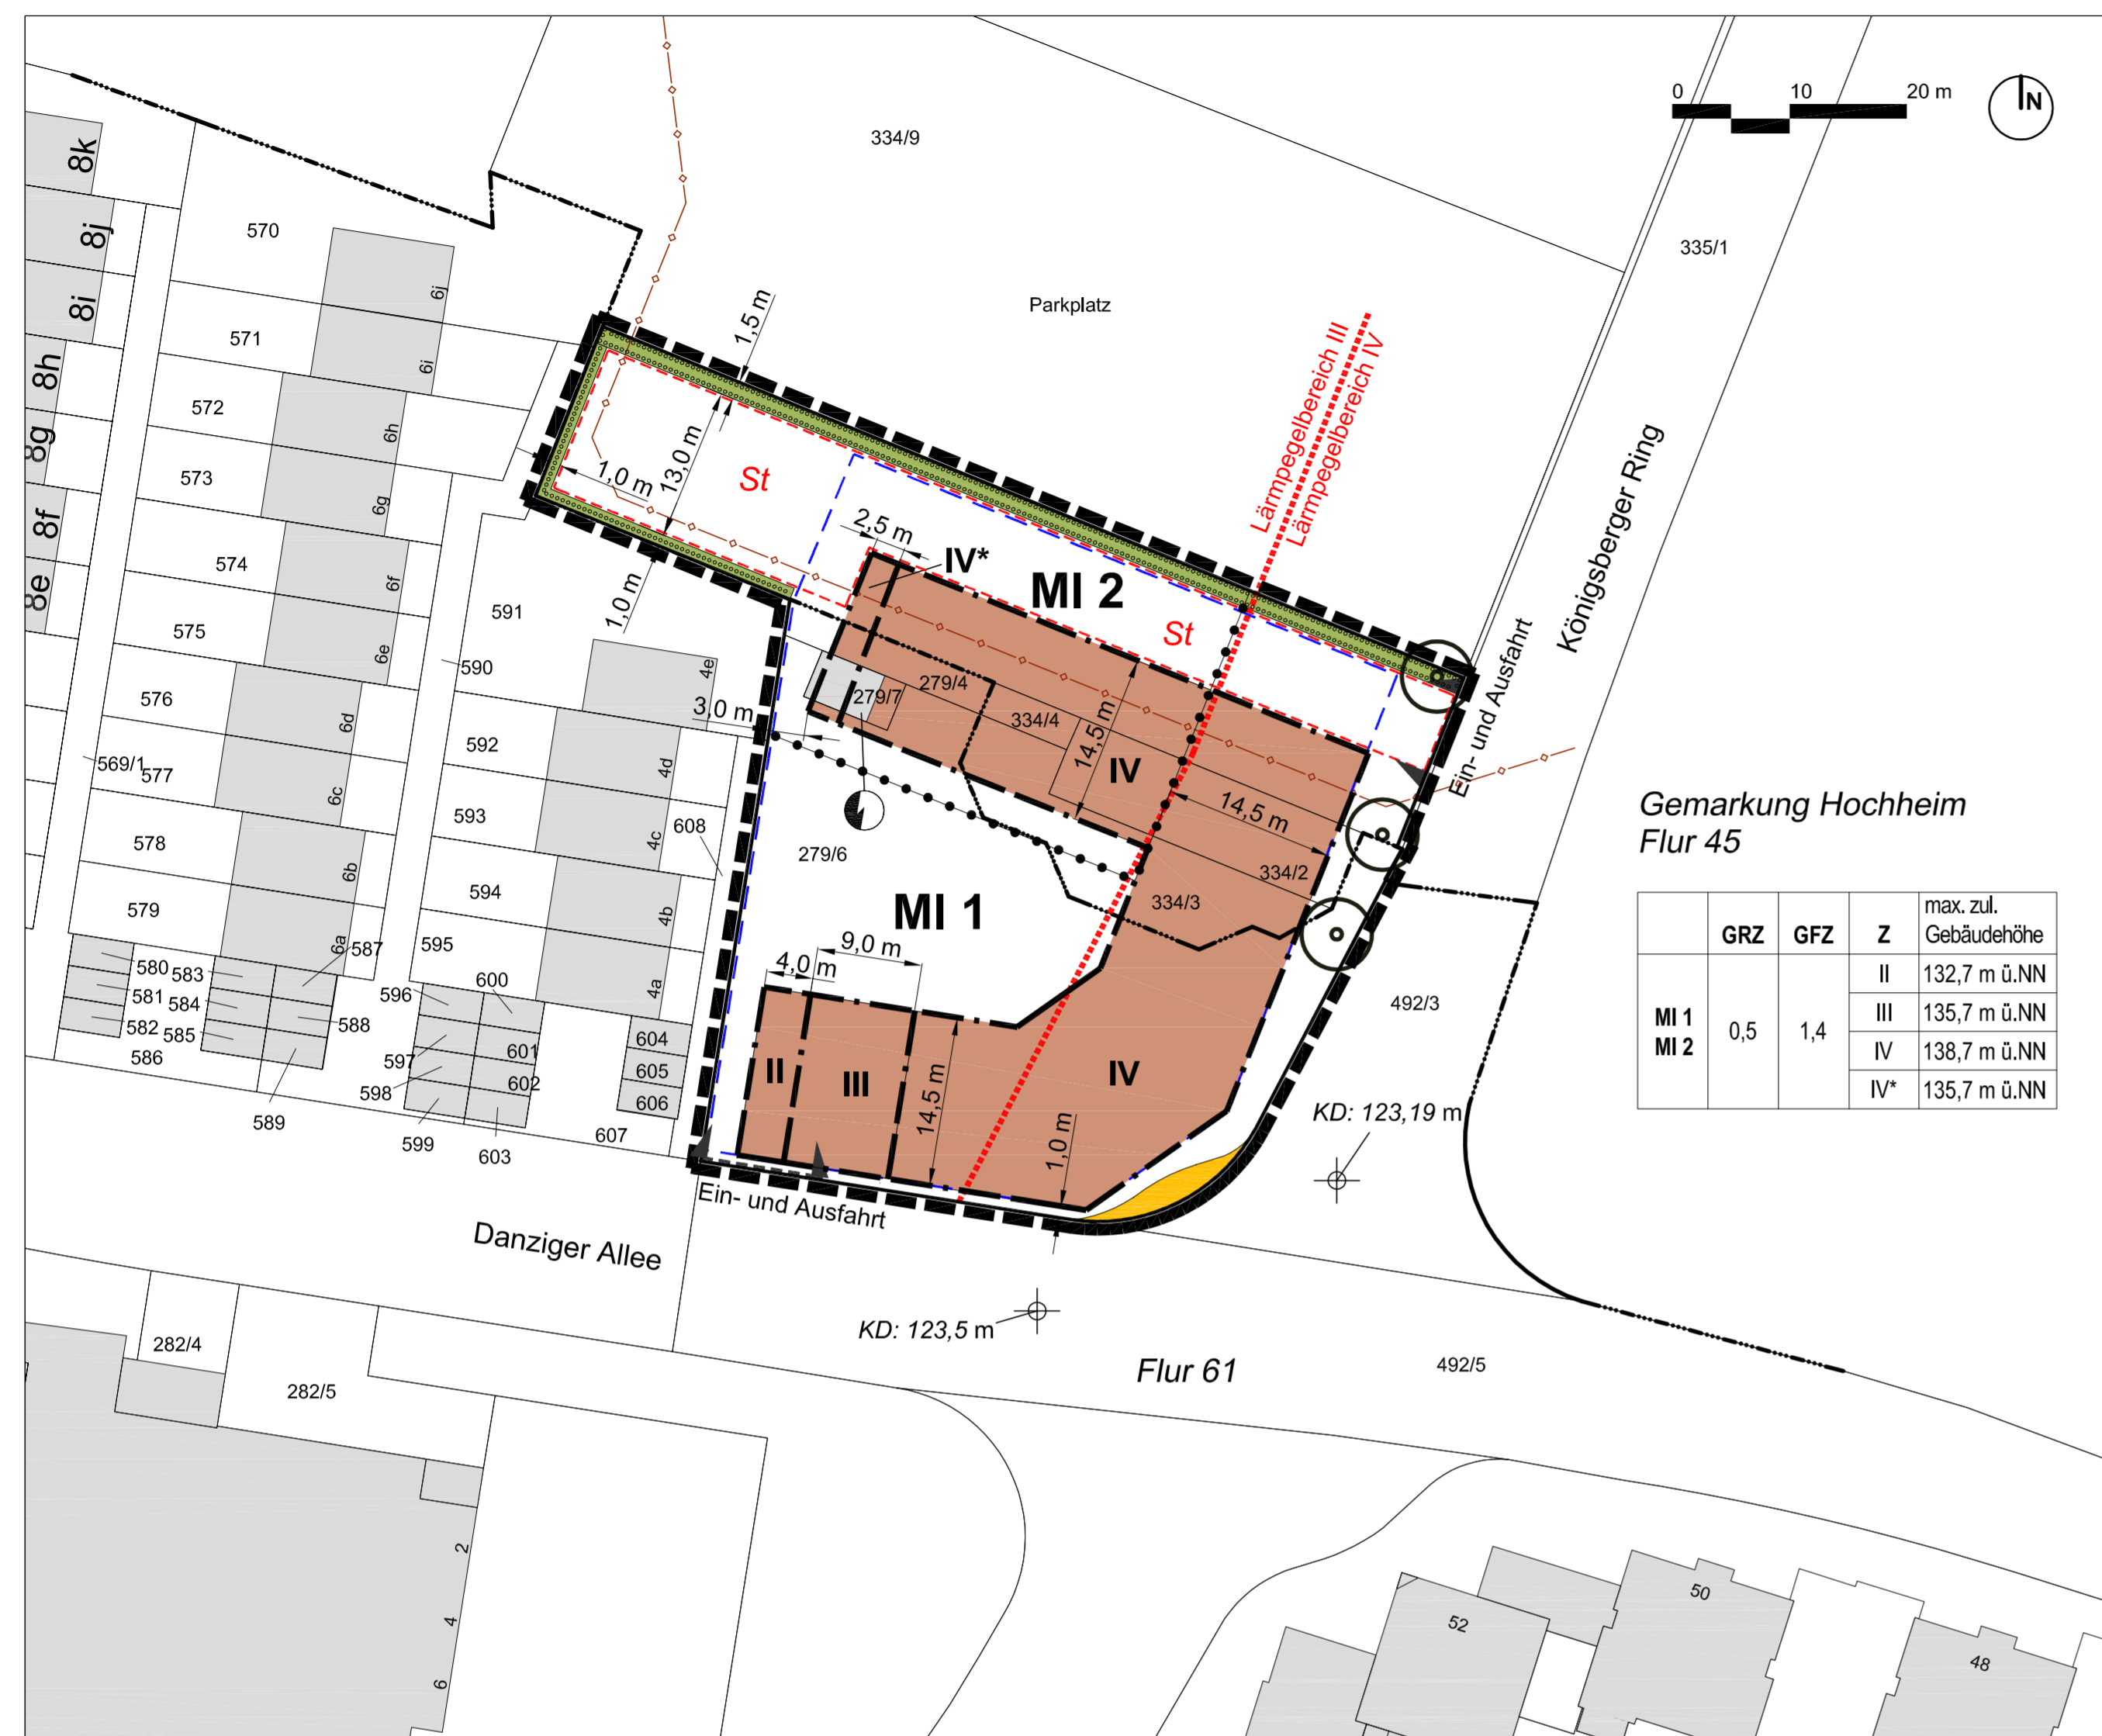 0 10 20 m
N
334/9
335/1
Parkplatz
Königsberger Ring
Lärmpegelbereich III
Lärmpegelbereich IV
Ein- und Ausfahrt
8k
8j
8i
8h
8g
8f
8e
570
571
572
573
574
575
576
577
578
579
569/1
6j
6i
6h
6g
6f
6e
6d
6c
6b
6a
580
581
582
583
584
585
586
587
588
589
590
591
592
593
594
595
596
597
598
599
600
601
602
603
604
605
606
607
608
4e
4d
4c
4b
4a
1,5 m
13,0 m
1,0 m
St
2,5 m
IV*
MI 2
St
1,0 m
3,0 m
279/7
279/4
334/4
14,5 m
IV
14,5 m
334/2
334/3
279/6
MI 1
9,0 m
4,0 m
II
III
14,5 m
IV
1,0 m
492/3
KD: 123,19 m
Ein- und Ausfahrt
Danziger Allee
KD: 123,5 m
Flur 61
492/5
282/4
282/5
2
4
6
52
50
48
Gemarkung Hochheim
Flur 45
GRZ GFZ Z max. zul.
Gebäudehöhe
MI 1
MI 2
0,5 1,4
II 132,7 m ü.NN
III 135,7 m ü.NN
IV 138,7 m ü.NN
IV* 135,7 m ü.NN